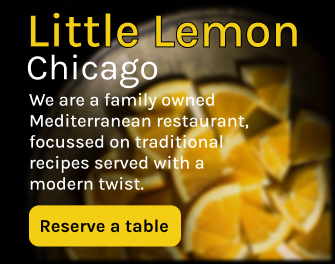 Little Lemon
Chicago
We are a family owned
Mediterranean restaurant,
focussed on traditional
recipes served with a
modern twist.
Reserve a table